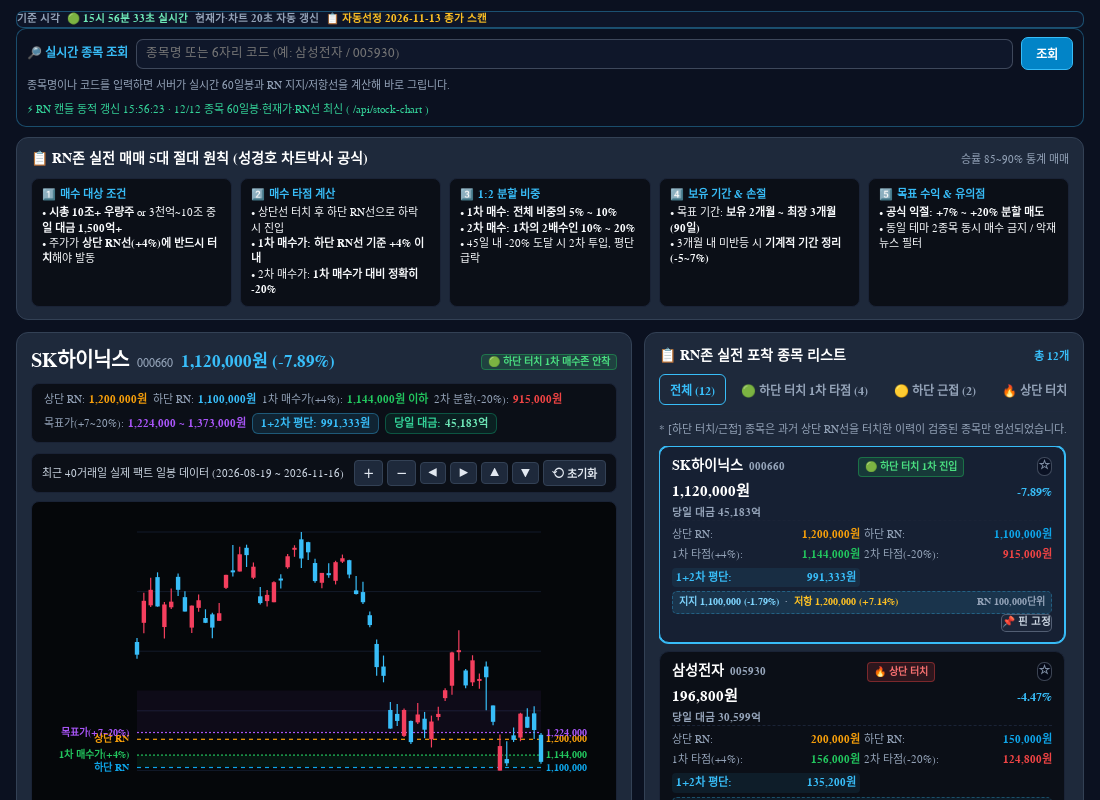 기준 시각 🟢 15시 56분 33초 실시간 현재가·차트 20초 자동 갱신 📋 자동선정 2026-11-13 종가 스캔
🔎 실시간 종목 조회 종목명 또는 6자리 코드 (예: 삼성전자 / 005930) 조회
종목명이나 코드를 입력하면 서버가 실시간 60일봉과 RN 지지/저항선을 계산해 바로 그립니다.
⚡ RN 캔들 동적 갱신 15:56:23 · 12/12 종목 60일봉·현재가·RN선 최신 ( /api/stock-chart )
📋 RN존 실전 매매 5대 절대 원칙 (성경호 차트박사 공식) 승률 85~90% 통계 매매
1️⃣ 매수 대상 조건
• 시총 10조+ 우량주 or 3천억~10조 중
일 대금 1,500억+
• 주가가 상단 RN선(+4%)에 반드시 터
치해야 발동
2️⃣ 매수 타점 계산
• 상단선 터치 후 하단 RN선으로 하락
시 진입
• 1차 매수가: 하단 RN선 기준 +4% 이
내
• 2차 매수가: 1차 매수가 대비 정확히
-20%
3️⃣ 1:2 분할 비중
• 1차 매수: 전체 비중의 5% ~ 10%
• 2차 매수: 1차의 2배수인 10% ~ 20%
• 45일 내 -20% 도달 시 2차 투입, 평단
급락
4️⃣ 보유 기간 & 손절
• 목표 기간: 보유 2개월 ~ 최장 3개월
(90일)
• 3개월 내 미반등 시 기계적 기간 정리
(-5~7%)
5️⃣ 목표 수익 & 유의점
• 공식 익절: +7% ~ +20% 분할 매도
• 동일 테마 2종목 동시 매수 금지 / 악재
뉴스 필터
SK하이닉스 000660 1,120,000원 (-7.89%) 🟢 하단 터치 1차 매수존 안착
상단 RN: 1,200,000원 하단 RN: 1,100,000원 1차 매수가(+4%): 1,144,000원 이하 2차 분할(-20%): 915,000원
목표가(+7~20%): 1,224,000 ~ 1,373,000원 1+2차 평단: 991,333원 당일 대금: 45,183억
최근 40거래일 실제 팩트 일봉 데이터 (2026-08-19 ~ 2026-11-16) + − ◀ ▶ ▲ ▼ ⟲ 초기화
목표가(+7~20%) 1,224,000
상단 RN 1,200,000
1차 매수가(+4%) 1,144,000
하단 RN 1,100,000
📋 RN존 실전 포착 종목 리스트 총 12개
전체 (12) 🟢 하단 터치 1차 타점 (4) 🟡 하단 근접 (2) 🔥 상단 터치
* [하단 터치/근접] 종목은 과거 상단 RN선을 터치한 이력이 검증된 종목만 엄선되었습니다.
SK하이닉스 000660 🟢 하단 터치 1차 진입 ☆
1,120,000원 -7.89%
당일 대금 45,183억
상단 RN: 1,200,000원 하단 RN: 1,100,000원
1차 타점(+4%): 1,144,000원 2차 타점(-20%): 915,000원
1+2차 평단: 991,333원
지지 1,100,000 (-1.79%) · 저항 1,200,000 (+7.14%) RN 100,000단위
📌 핀 고정
삼성전자 005930 🔥 상단 터치 ☆
196,800원 -4.47%
당일 대금 30,599억
상단 RN: 200,000원 하단 RN: 150,000원
1차 타점(+4%): 156,000원 2차 타점(-20%): 124,800원
1+2차 평단: 135,200원